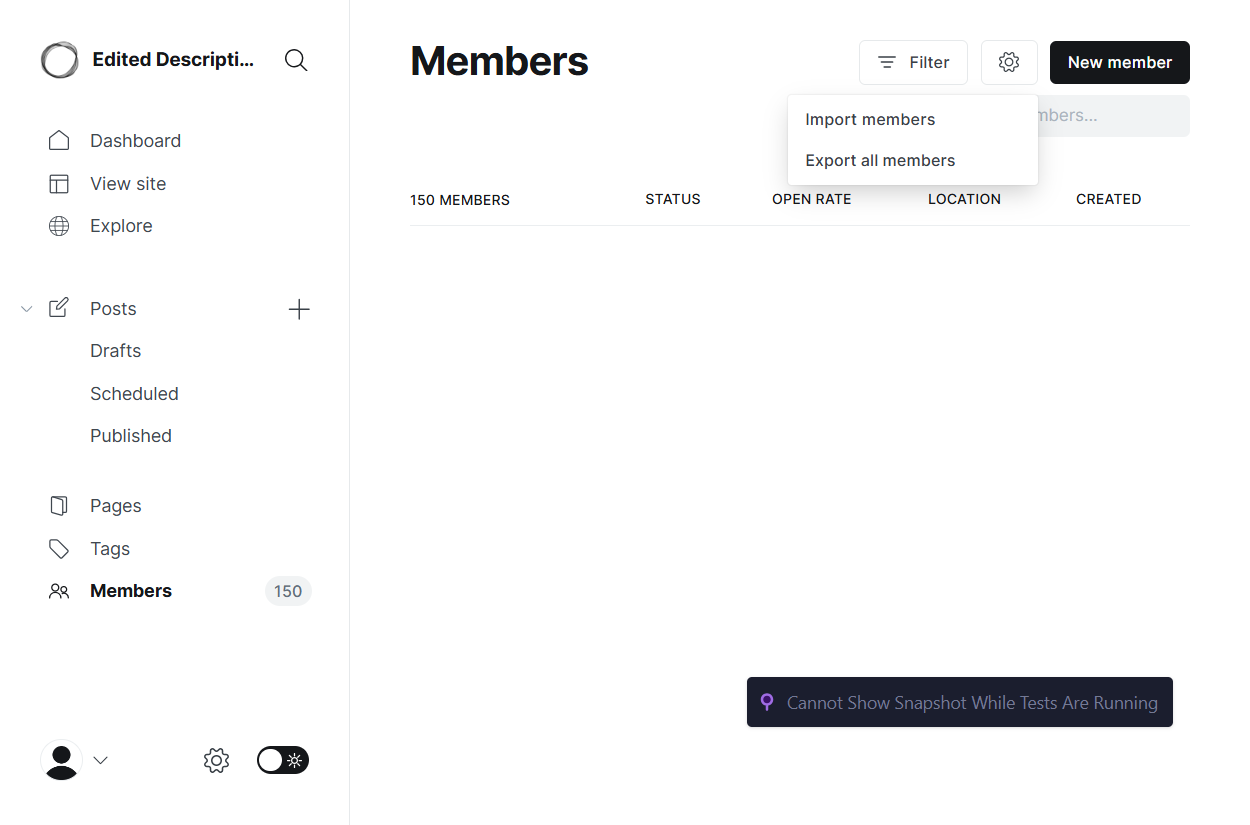 Edited Descripti...
Dashboard
View site
Explore
Posts
Drafts
Scheduled
Published
Pages
Tags
Members
150
Members
Filter
New member
Import members
Export all members
150 MEMBERS
STATUS
OPEN RATE
LOCATION
CREATED
Cannot Show Snapshot While Tests Are Running